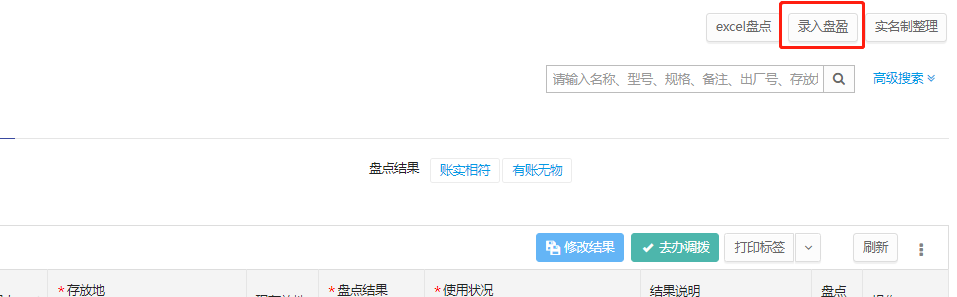 excel盘点 录入盘盈 实名制整理
请输入名称、型号、规格、备注、出厂号、存放地 高级搜索
盘点结果 账实相符 有账无物
修改结果 去办调拨 打印标签 刷新
*存放地 *盘点结果 *使用状况 结果说明 盘点